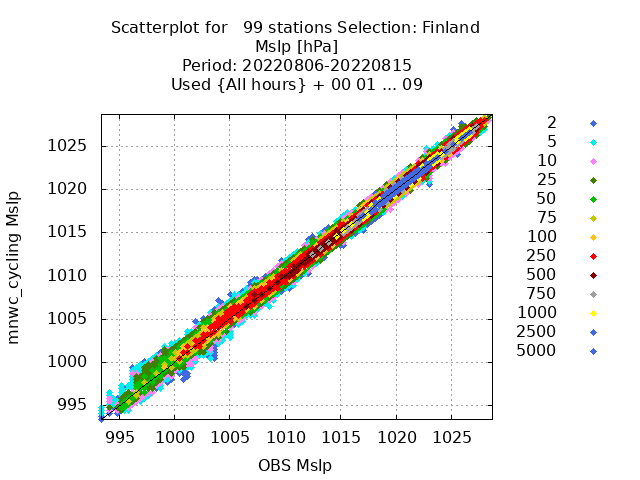 Scatterplot for   99 stations Selection: Finland
Mslp [hPa]
Period: 20220806-20220815
Used {All hours} + 00 01 ... 09
mnwc_cycling Mslp
1025
1020
1015
1010
1005
1000
995
995 1000 1005 1010 1015 1020 1025
OBS Mslp
2
5
10
25
50
75
100
250
500
750
1000
2500
5000